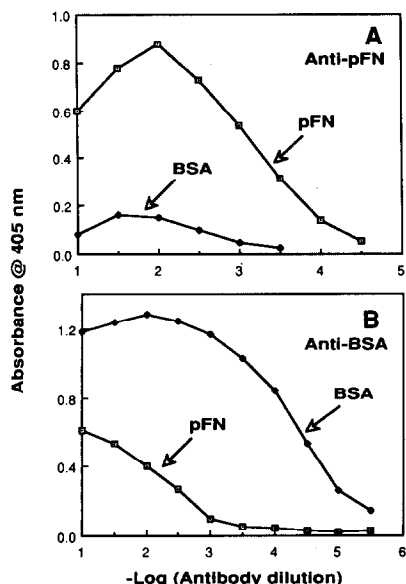 A
Anti-pFN
1.0
0.8
0.6
0.4
0.2
0.0
pFN
BSA
1 2 3 4 5
Absorbance @ 405 nm
B
Anti-BSA
1.2
0.8
0.4
0.0
BSA
pFN
1 2 3 4 5 6
-Log (Antibody dilution)